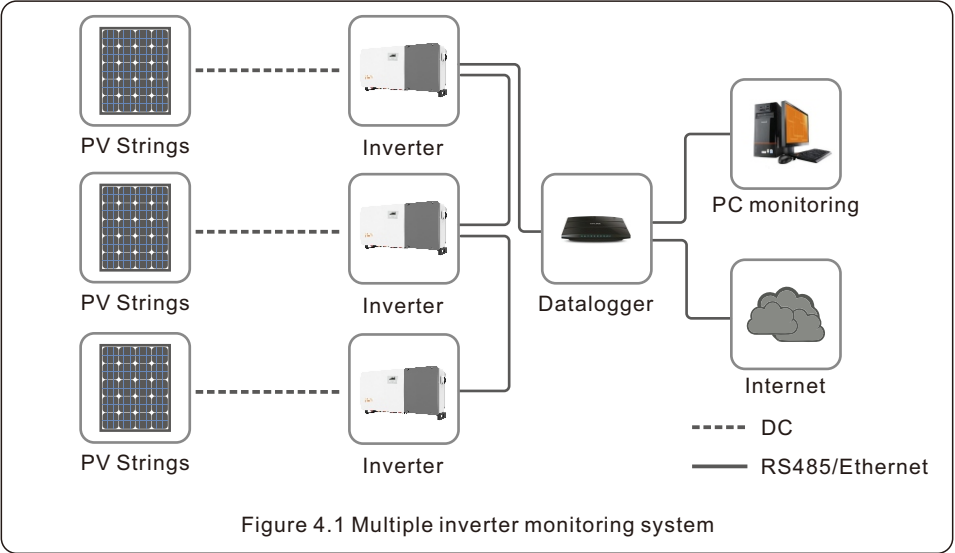 PV Strings
Inverter
PC monitoring
PV Strings
Inverter
Datalogger
Internet
DC
PV Strings
Inverter
RS485/Ethernet
Figure 4.1 Multiple inverter monitoring system